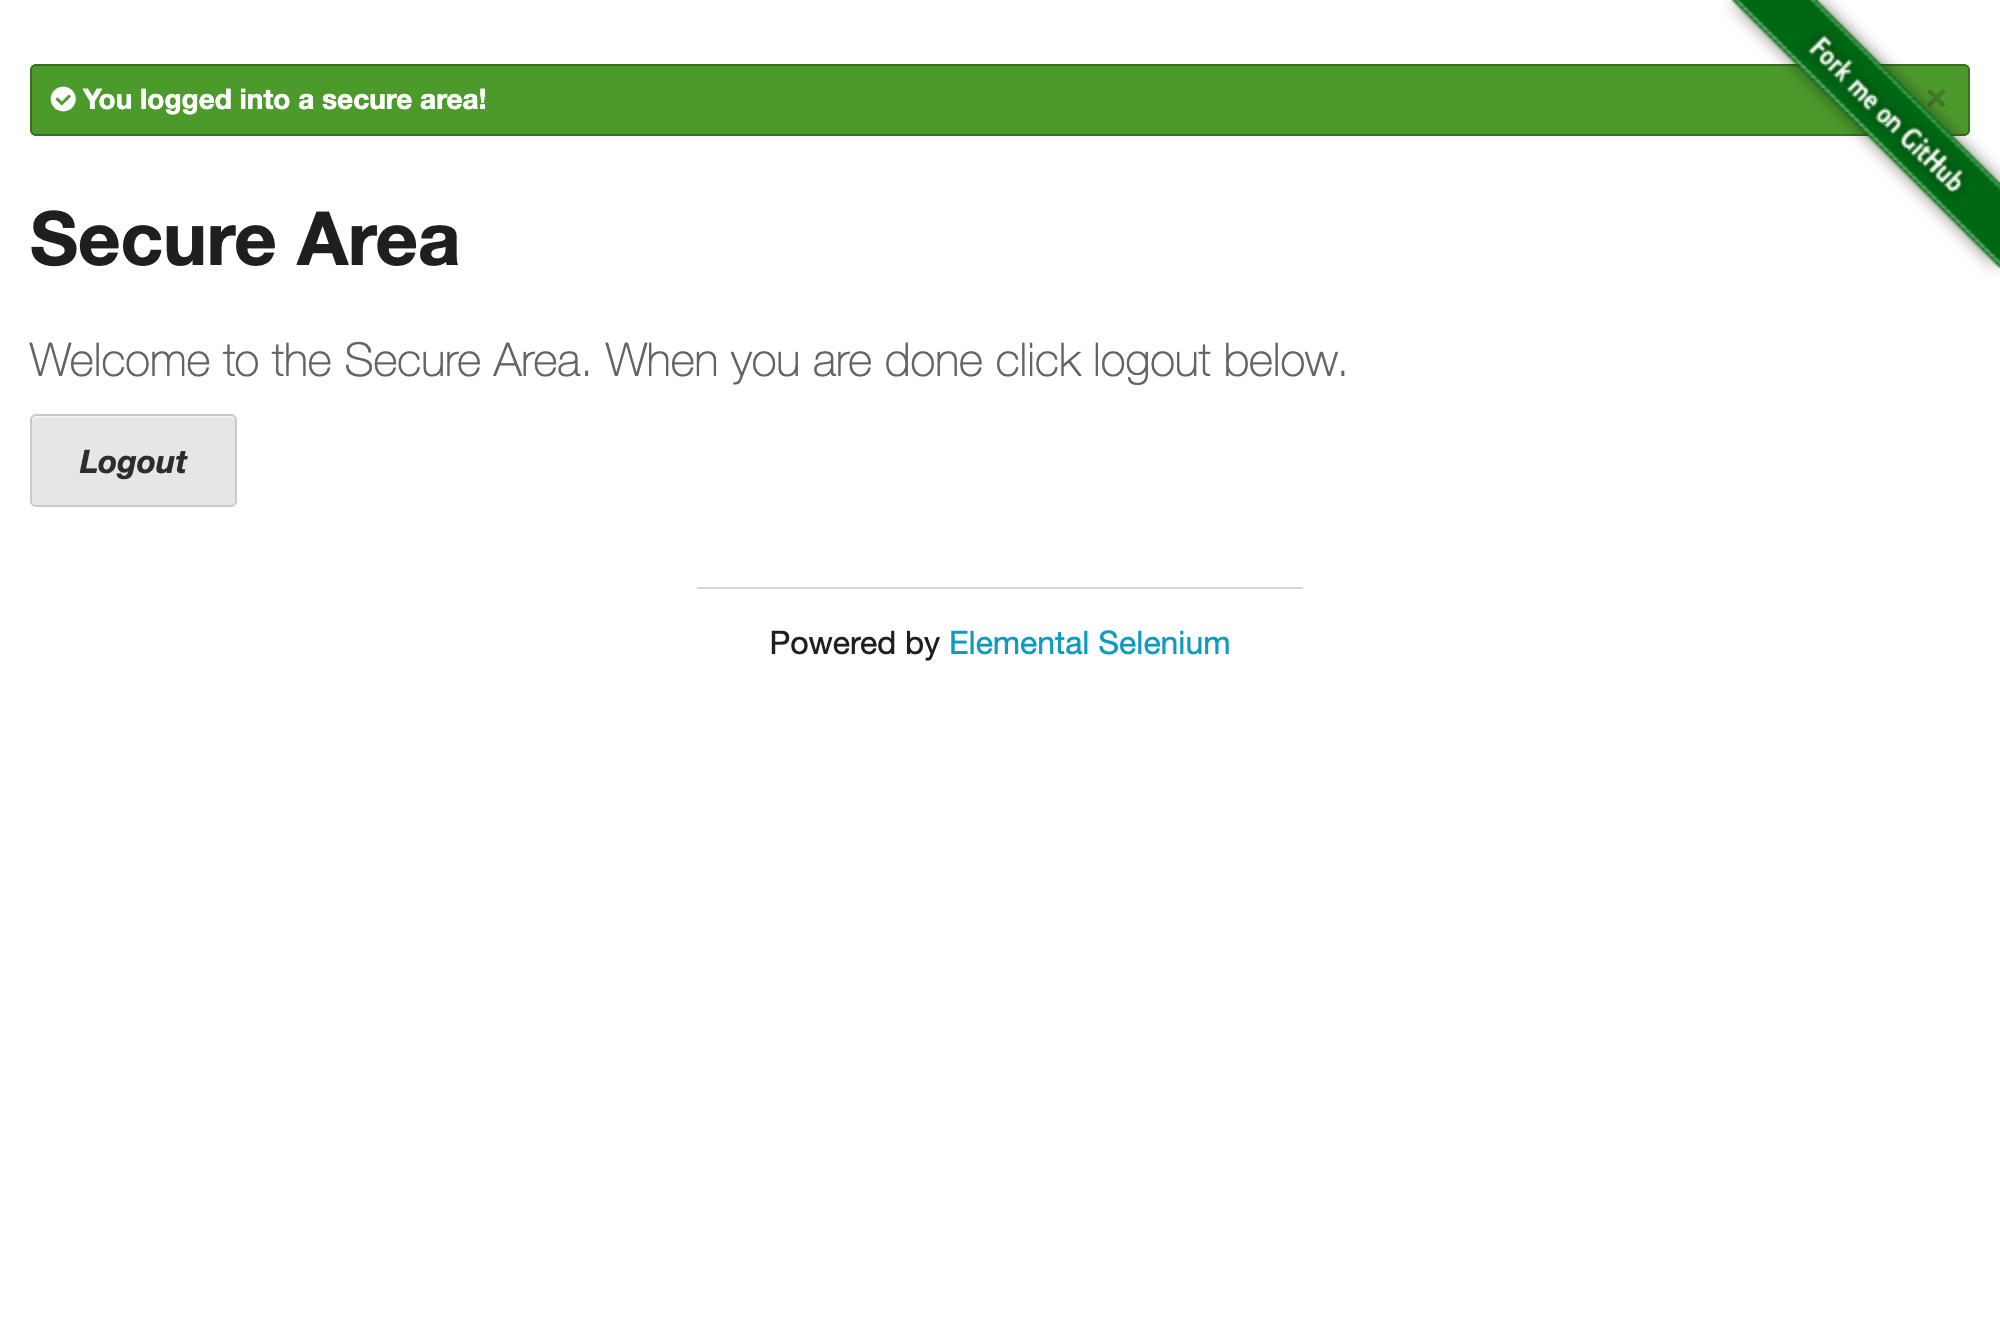 You logged into a secure area!
Fork me on GitHub
Secure Area
Welcome to the Secure Area. When you are done click logout below.
Logout
Powered by Elemental Selenium